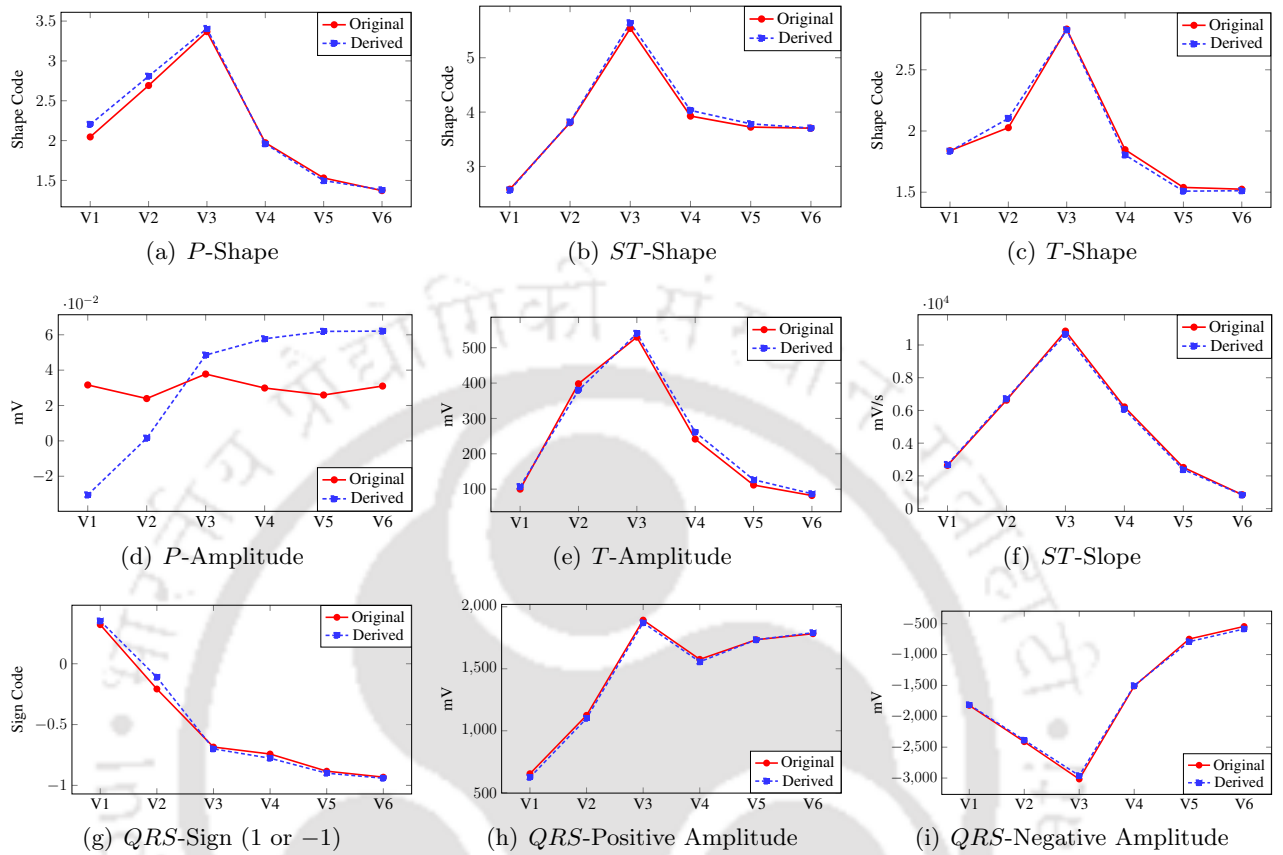 Original
Derived
Shape Code
3.5
3
2.5
2
1.5
V1 V2 V3 V4 V5 V6
(a) P-Shape
Original
Derived
Shape Code
5
4
3
V1 V2 V3 V4 V5 V6
(b) ST-Shape
Original
Derived
Shape Code
2.5
2
1.5
V1 V2 V3 V4 V5 V6
(c) T-Shape
·10⁻²
mV
6
4
2
0
−2
Original
Derived
V1 V2 V3 V4 V5 V6
(d) P-Amplitude
Original
Derived
mV
500
400
300
200
100
V1 V2 V3 V4 V5 V6
(e) T-Amplitude
·10⁴
Original
Derived
mV/s
1
0.8
0.6
0.4
0.2
0
V1 V2 V3 V4 V5 V6
(f) ST-Slope
Original
Derived
Sign Code
0
−0.5
−1
V1 V2 V3 V4 V5 V6
(g) QRS-Sign (1 or −1)
mV
2,000
1,500
1,000
500
Original
Derived
V1 V2 V3 V4 V5 V6
(h) QRS-Positive Amplitude
mV
−500
−1,000
−1,500
−2,000
−2,500
−3,000
Original
Derived
V1 V2 V3 V4 V5 V6
(i) QRS-Negative Amplitude